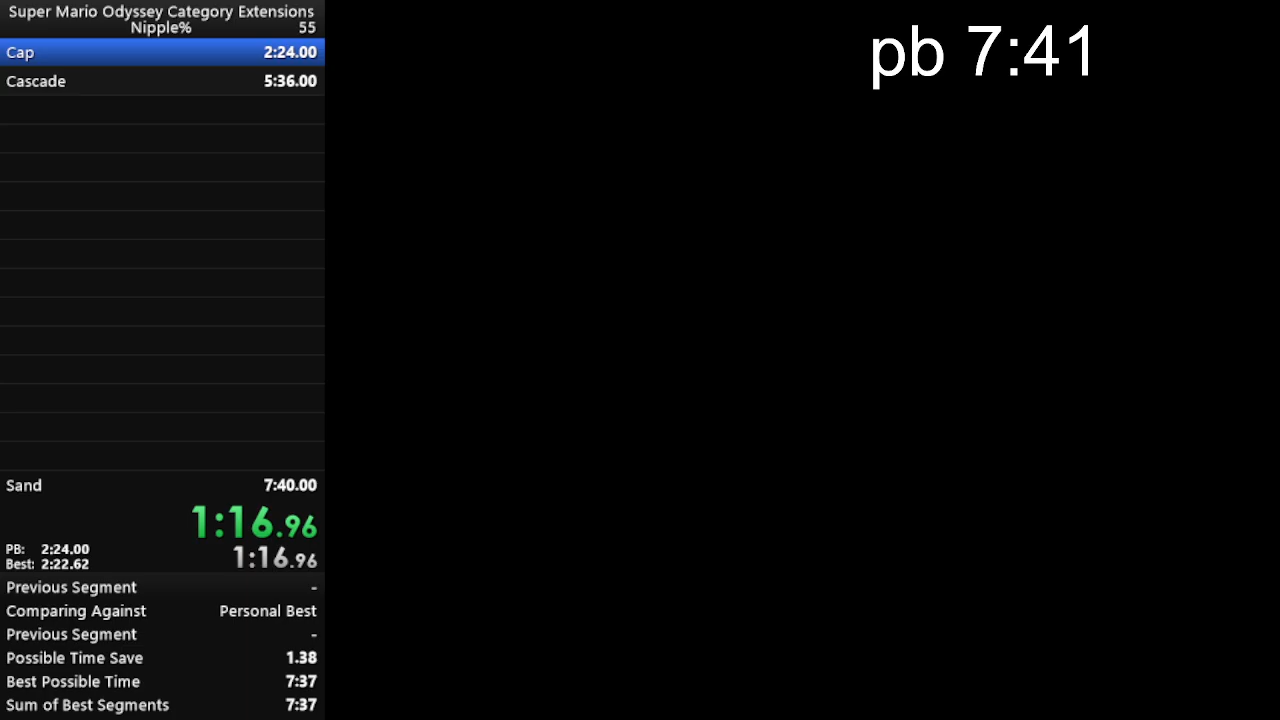 Super Mario Odyssey Category Extensions
Nipple% 55
Cap 2:24.00
Cascade 5:36.00
Sand 7:40.00
1:16.96
PB: 2:24.00
Best: 2:22.62
1:16.96
Previous Segment -
Comparing Against Personal Best
Previous Segment -
Possible Time Save 1.38
Best Possible Time 7:37
Sum of Best Segments 7:37
pb 7:41